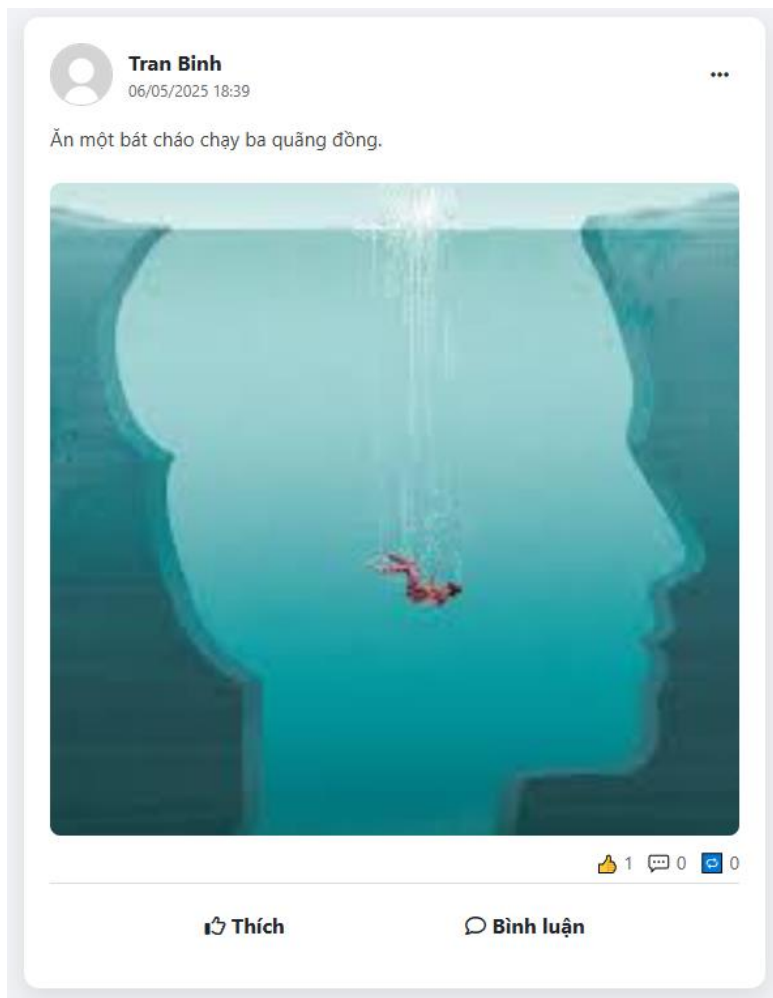 Tran Binh
06/05/2025 18:39
Ăn một bát cháo chạy ba quãng đồng.
1 0 0
Thích Bình luận